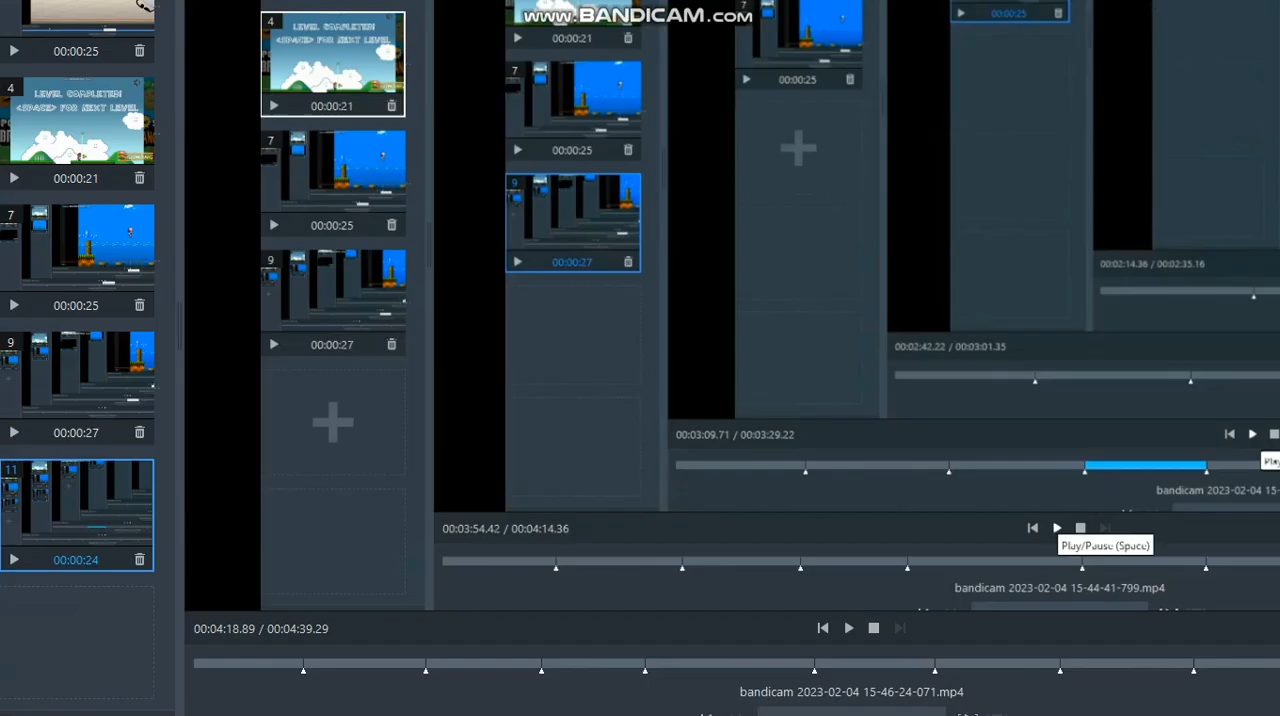 www.BANDICAM.com
00:00:25
4
LEVEL COMPLETED!
<SPACE> FOR NEXT LEVEL
00:00:21
7
00:00:25
9
00:00:27
11
00:00:24
4
LEVEL COMPLETED!
<SPACE> FOR NEXT LEVEL
00:00:21
7
00:00:25
9
00:00:27
00:00:21
7
00:00:25
9
00:00:27
7
00:00:25
00:00:25
00:02:14.36 / 00:02:35.16
00:02:42.22 / 00:03:01.35
00:03:09.71 / 00:03:29.22
bandicam 2023-02-04 15-
00:03:54.42 / 00:04:14.36
Play/Pause (Space)
bandicam 2023-02-04 15-44-41-799.mp4
00:04:18.89 / 00:04:39.29
bandicam 2023-02-04 15-46-24-071.mp4